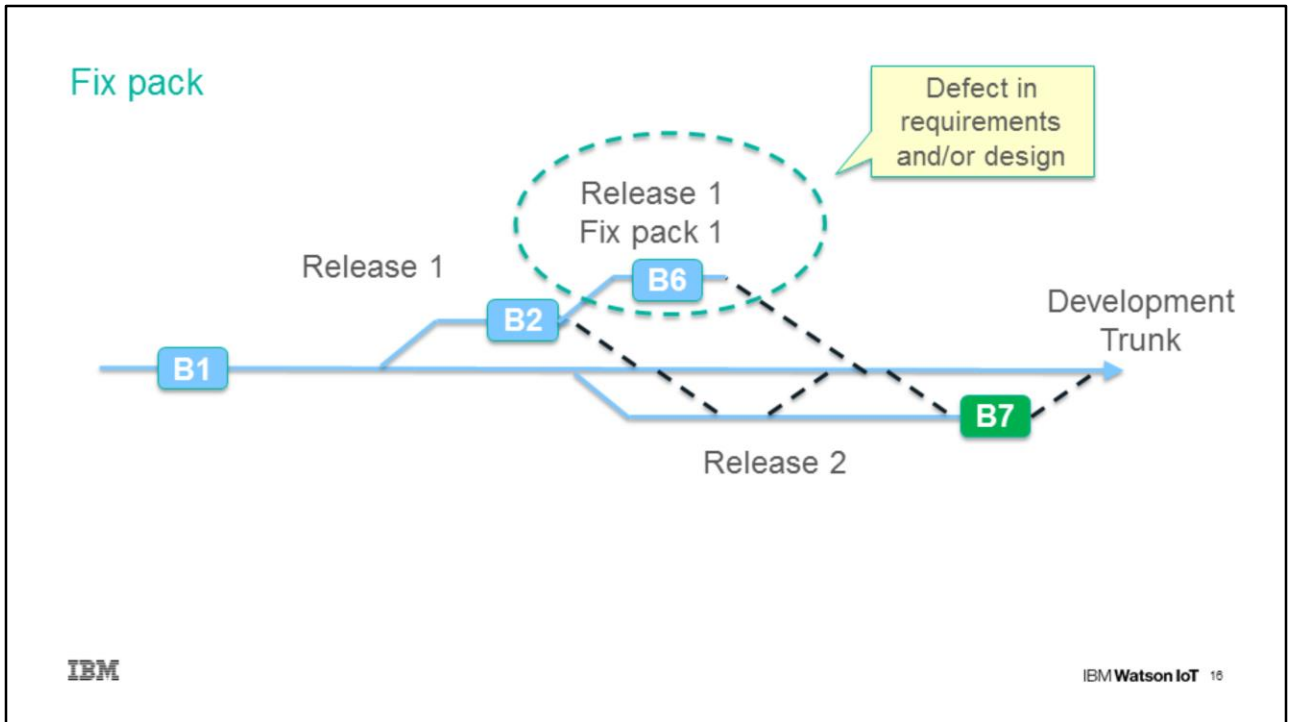 Fix pack
Defect in
requirements
and/or design
Release 1
Fix pack 1
Release 1
B6
B2
Development
Trunk
B1
B7
Release 2
IBM
IBM Watson IoT 16